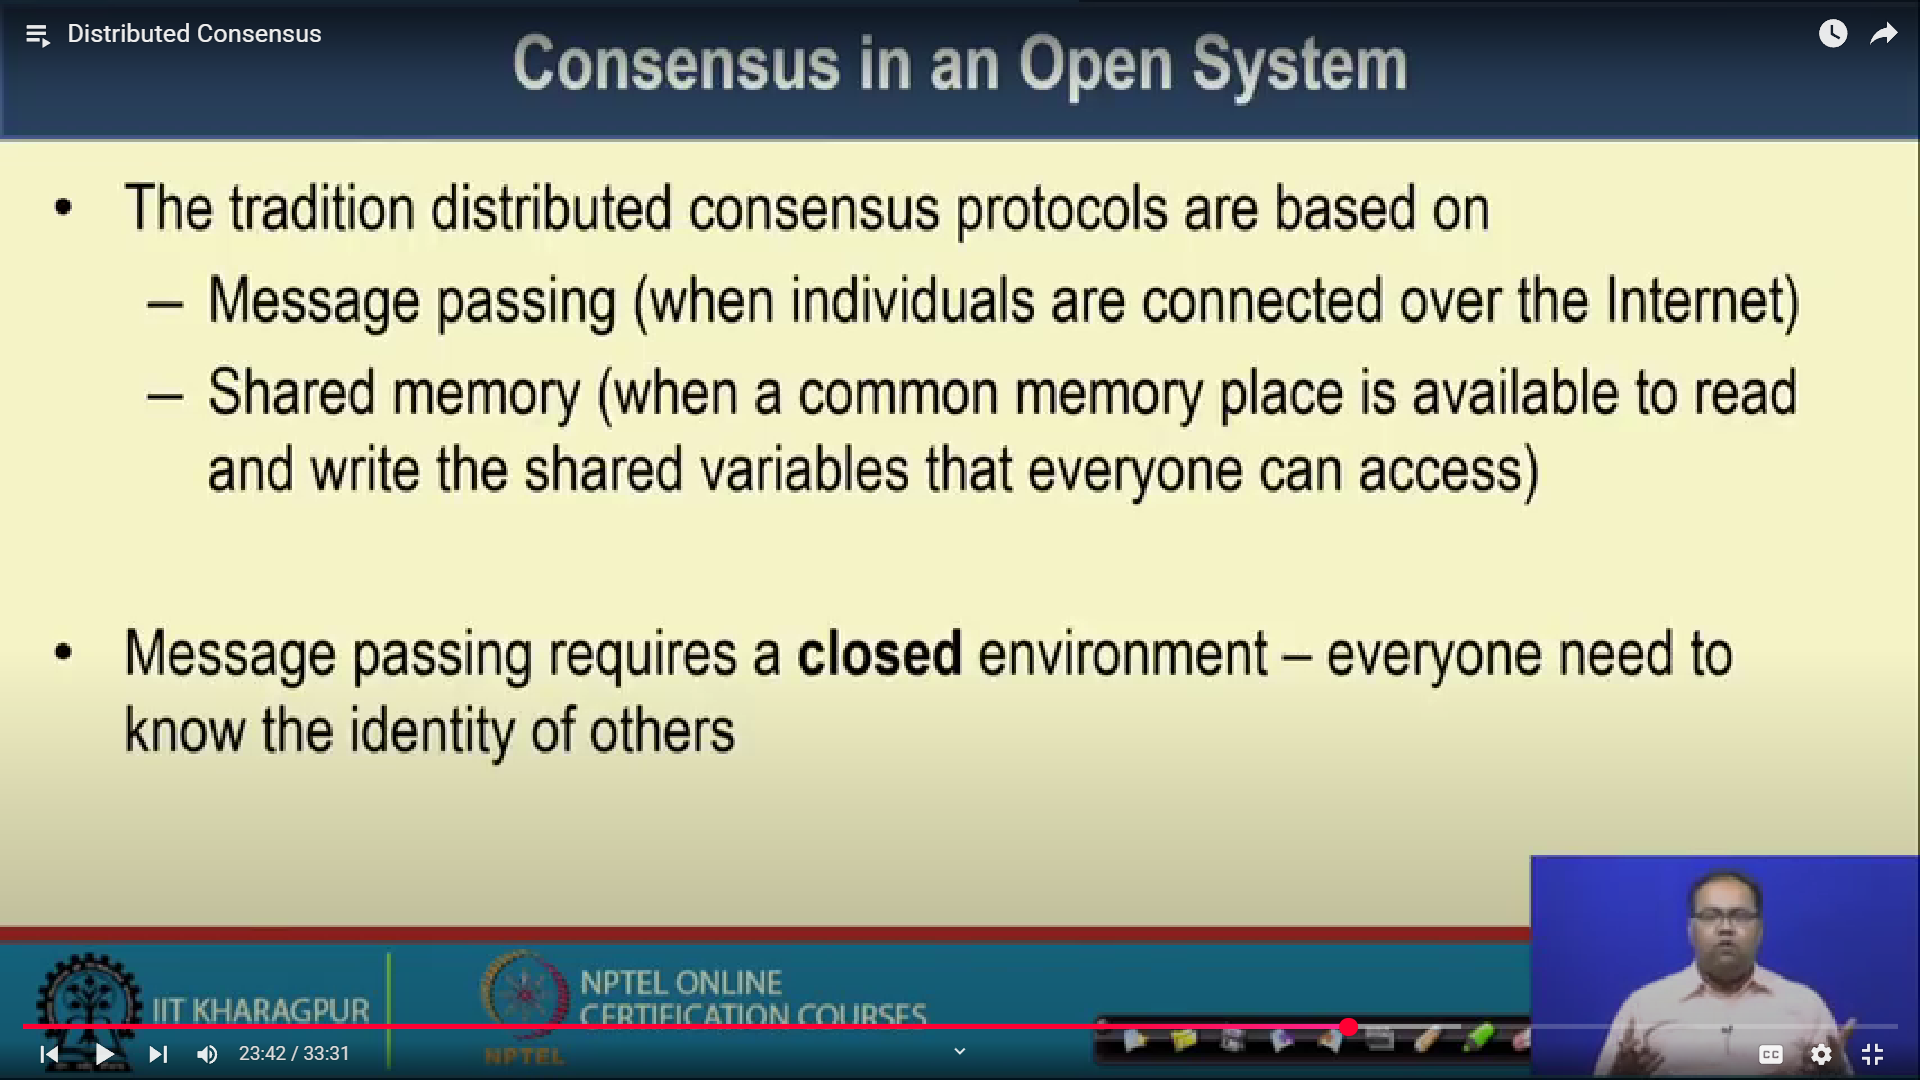 Distributed Consensus
Consensus in an Open System
• The tradition distributed consensus protocols are based on
– Message passing (when individuals are connected over the Internet)
– Shared memory (when a common memory place is available to read
and write the shared variables that everyone can access)
• Message passing requires a closed environment – everyone need to
know the identity of others
IIT KHARAGPUR
NPTEL ONLINE
CERTIFICATION COURSES
NPTEL
23:42 / 33:31
CC